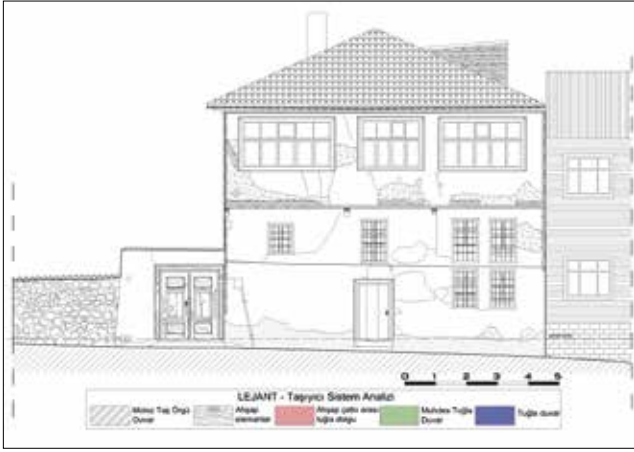 0 1 2 3 4 5
LEJANT - Taşıyıcı Sistem Analizi
Moloz Taş Örgü Duvar
Ahşap elemanlar
Ahşap çatkı arası tuğla dolgu
Muhdes Tuğla Duvar
Tuğla duvar